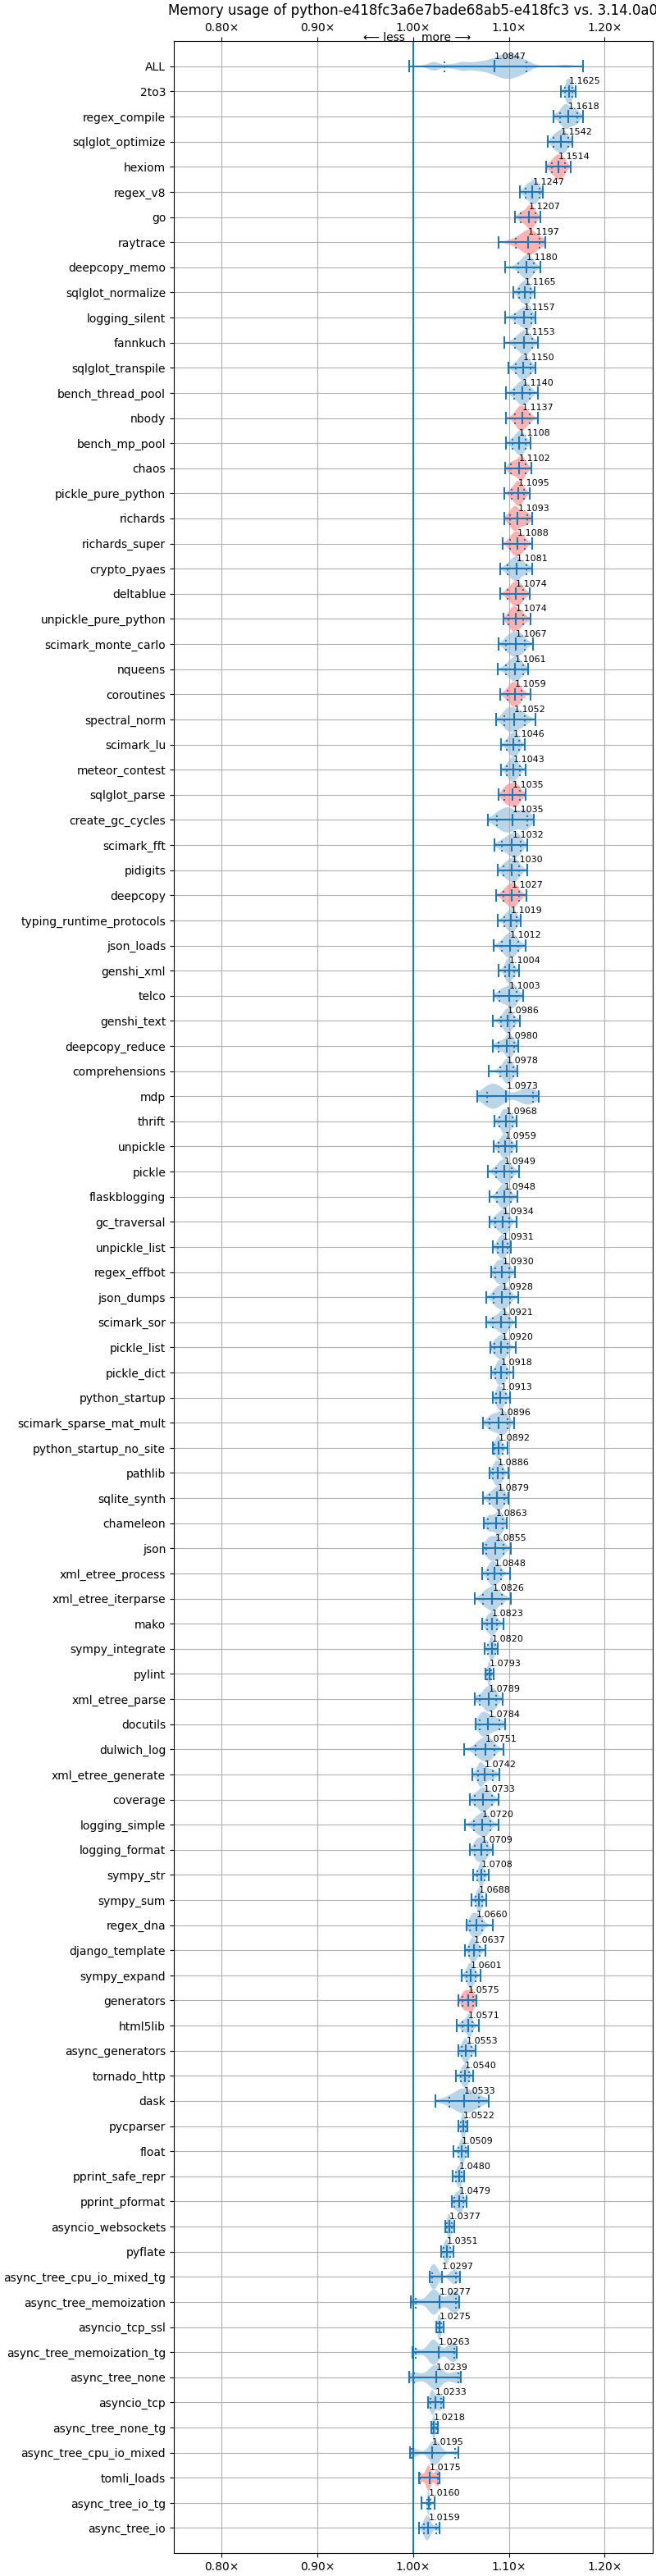 Memory usage of python-e418fc3a6e7bade68ab5-e418fc3 vs. 3.14.0a0
0.80× 0.90× 1.00× 1.10× 1.20×
⟵ less more ⟶
ALL 1.0847
2to3 1.1625
regex_compile 1.1618
sqlglot_optimize 1.1542
hexiom 1.1514
regex_v8 1.1247
go 1.1207
raytrace 1.1197
deepcopy_memo 1.1180
sqlglot_normalize 1.1165
logging_silent 1.1157
fannkuch 1.1153
sqlglot_transpile 1.1150
bench_thread_pool 1.1140
nbody 1.1137
bench_mp_pool 1.1108
chaos 1.1102
pickle_pure_python 1.1095
richards 1.1093
richards_super 1.1088
crypto_pyaes 1.1081
deltablue 1.1074
unpickle_pure_python 1.1074
scimark_monte_carlo 1.1067
nqueens 1.1061
coroutines 1.1059
spectral_norm 1.1052
scimark_lu 1.1046
meteor_contest 1.1043
sqlglot_parse 1.1035
create_gc_cycles 1.1035
scimark_fft 1.1032
pidigits 1.1030
deepcopy 1.1027
typing_runtime_protocols 1.1019
json_loads 1.1012
genshi_xml 1.1004
telco 1.1003
genshi_text 1.0986
deepcopy_reduce 1.0980
comprehensions 1.0978
mdp 1.0973
thrift 1.0968
unpickle 1.0959
pickle 1.0949
flaskblogging 1.0948
gc_traversal 1.0934
unpickle_list 1.0931
regex_effbot 1.0930
json_dumps 1.0928
scimark_sor 1.0921
pickle_list 1.0920
pickle_dict 1.0918
python_startup 1.0913
scimark_sparse_mat_mult 1.0896
python_startup_no_site 1.0892
pathlib 1.0886
sqlite_synth 1.0879
chameleon 1.0863
json 1.0855
xml_etree_process 1.0848
xml_etree_iterparse 1.0826
mako 1.0823
sympy_integrate 1.0820
pylint 1.0793
xml_etree_parse 1.0789
docutils 1.0784
dulwich_log 1.0751
xml_etree_generate 1.0742
coverage 1.0733
logging_simple 1.0720
logging_format 1.0709
sympy_str 1.0708
sympy_sum 1.0688
regex_dna 1.0660
django_template 1.0637
sympy_expand 1.0601
generators 1.0575
html5lib 1.0571
async_generators 1.0553
tornado_http 1.0540
dask 1.0533
pycparser 1.0522
float 1.0509
pprint_safe_repr 1.0480
pprint_pformat 1.0479
asyncio_websockets 1.0377
pyflate 1.0351
async_tree_cpu_io_mixed_tg 1.0297
async_tree_memoization 1.0277
asyncio_tcp_ssl 1.0275
async_tree_memoization_tg 1.0263
async_tree_none 1.0239
asyncio_tcp 1.0233
async_tree_none_tg 1.0218
async_tree_cpu_io_mixed 1.0195
tomli_loads 1.0175
async_tree_io_tg 1.0160
async_tree_io 1.0159
0.80× 0.90× 1.00× 1.10× 1.20×